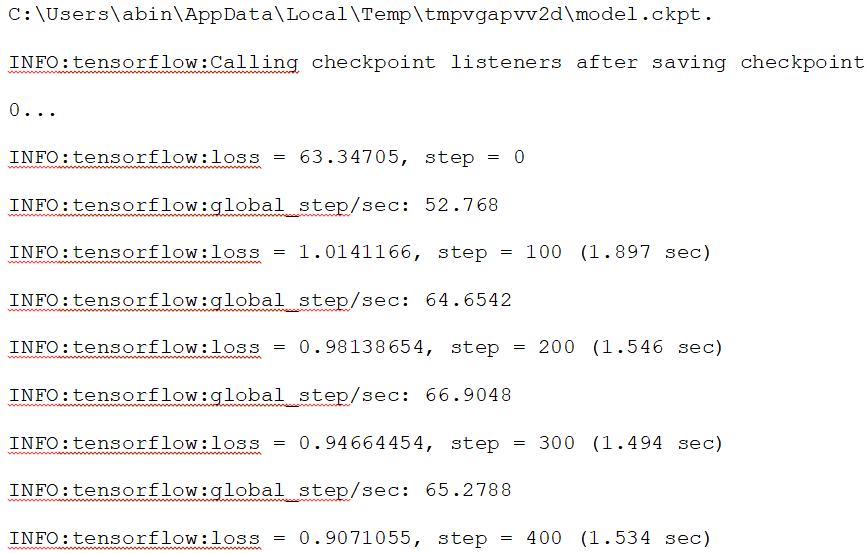 C:\Users\abin\AppData\Local\Temp\tmpvgapvv2d\model.ckpt.
INFO:tensorflow:Calling checkpoint listeners after saving checkpoint
0...
INFO:tensorflow:loss = 63.34705, step = 0
INFO:tensorflow:global_step/sec: 52.768
INFO:tensorflow:loss = 1.0141166, step = 100 (1.897 sec)
INFO:tensorflow:global_step/sec: 64.6542
INFO:tensorflow:loss = 0.98138654, step = 200 (1.546 sec)
INFO:tensorflow:global_step/sec: 66.9048
INFO:tensorflow:loss = 0.94664454, step = 300 (1.494 sec)
INFO:tensorflow:global_step/sec: 65.2788
INFO:tensorflow:loss = 0.9071055, step = 400 (1.534 sec)